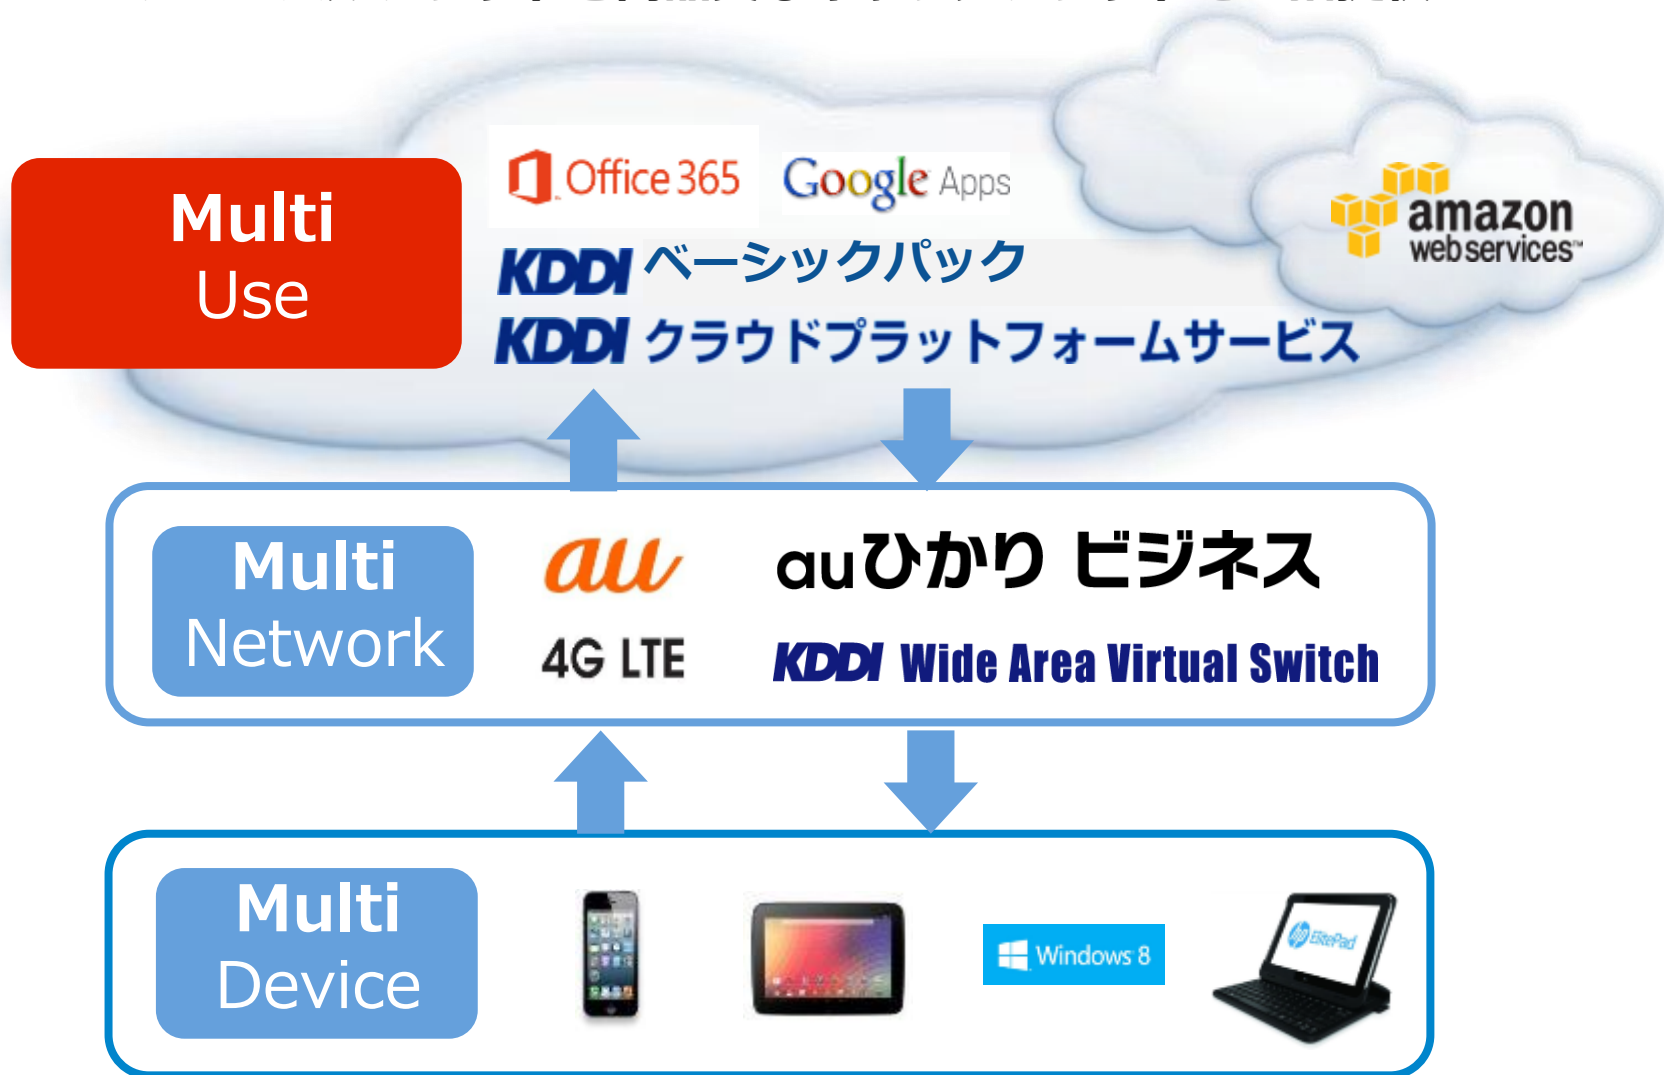 Multi
Use
Office 365
Google Apps
KDDI ベーシックパック
KDDI クラウドプラットフォームサービス
amazon
web services™
Multi
Network
au
4G LTE
auひかり ビジネス
KDDI Wide Area Virtual Switch
Multi
Device
Windows 8
hp ElitePad